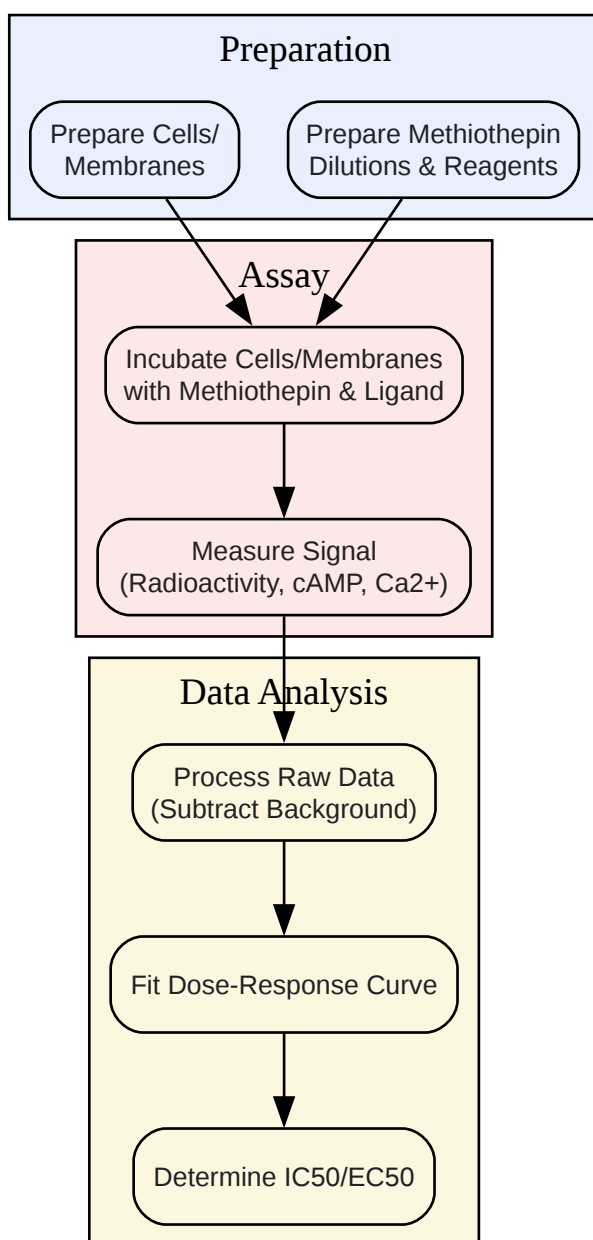 Preparation
Prepare Cells/
Membranes
Prepare Methiothepin
Dilutions & Reagents
Assay
Incubate Cells/Membranes
with Methiothepin & Ligand
Measure Signal
(Radioactivity, cAMP, Ca2+)
Data Analysis
Process Raw Data
(Subtract Background)
Fit Dose-Response Curve
Determine IC50/EC50